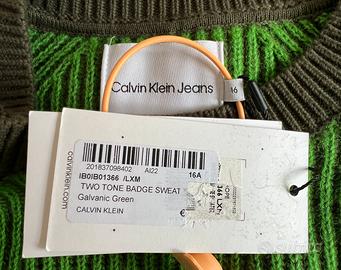 Calvin Klein Jeans
16
calvinklein.com
201837098402 AI22
IB0IB01366 /LXM 16A
TWO TONE BADGE SWEAT
Galvanic Green
CALVIN KLEIN